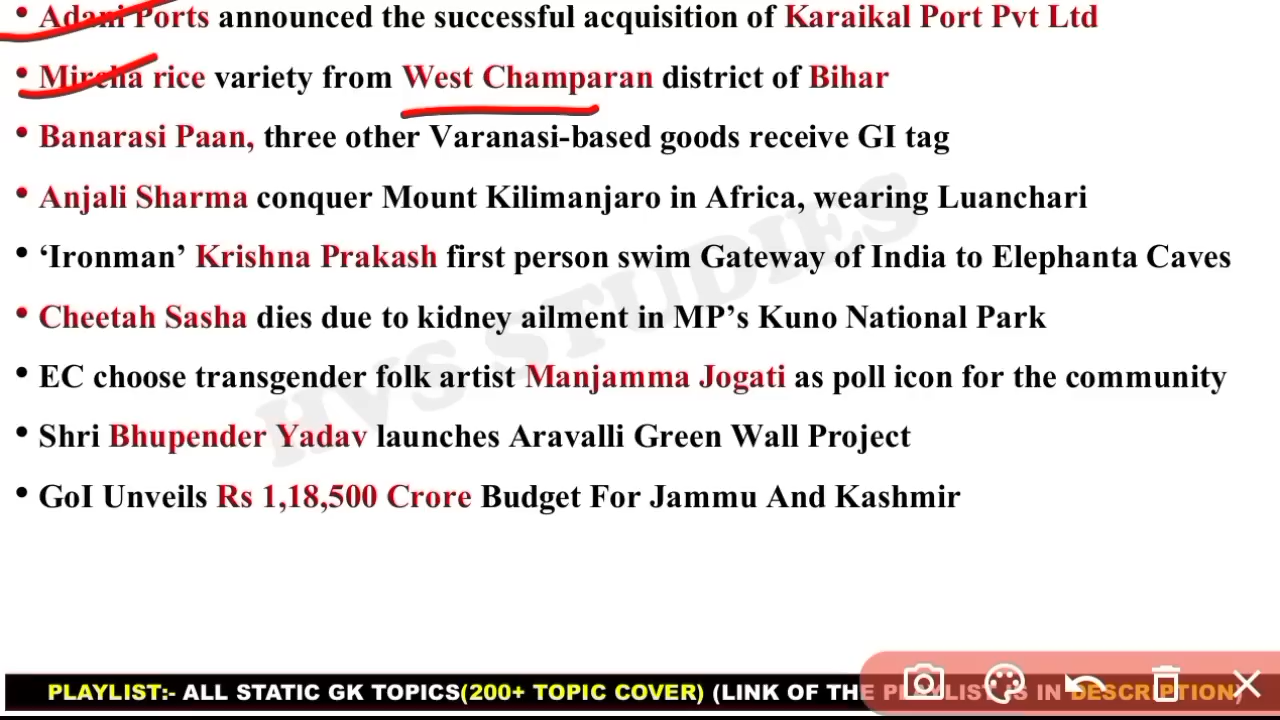 • Adani Ports announced the successful acquisition of Karaikal Port Pvt Ltd
• Mircha rice variety from West Champaran district of Bihar
• Banarasi Paan, three other Varanasi-based goods receive GI tag
• Anjali Sharma conquer Mount Kilimanjaro in Africa, wearing Luanchari
• ‘Ironman’ Krishna Prakash first person swim Gateway of India to Elephanta Caves
• Cheetah Sasha dies due to kidney ailment in MP’s Kuno National Park
• EC choose transgender folk artist Manjamma Jogati as poll icon for the community
• Shri Bhupender Yadav launches Aravalli Green Wall Project
• GoI Unveils Rs 1,18,500 Crore Budget For Jammu And Kashmir
HVS STUDIES
PLAYLIST:- ALL STATIC GK TOPICS(200+ TOPIC COVER) (LINK OF THE PLAYLIST IS IN DESCRIPTION)